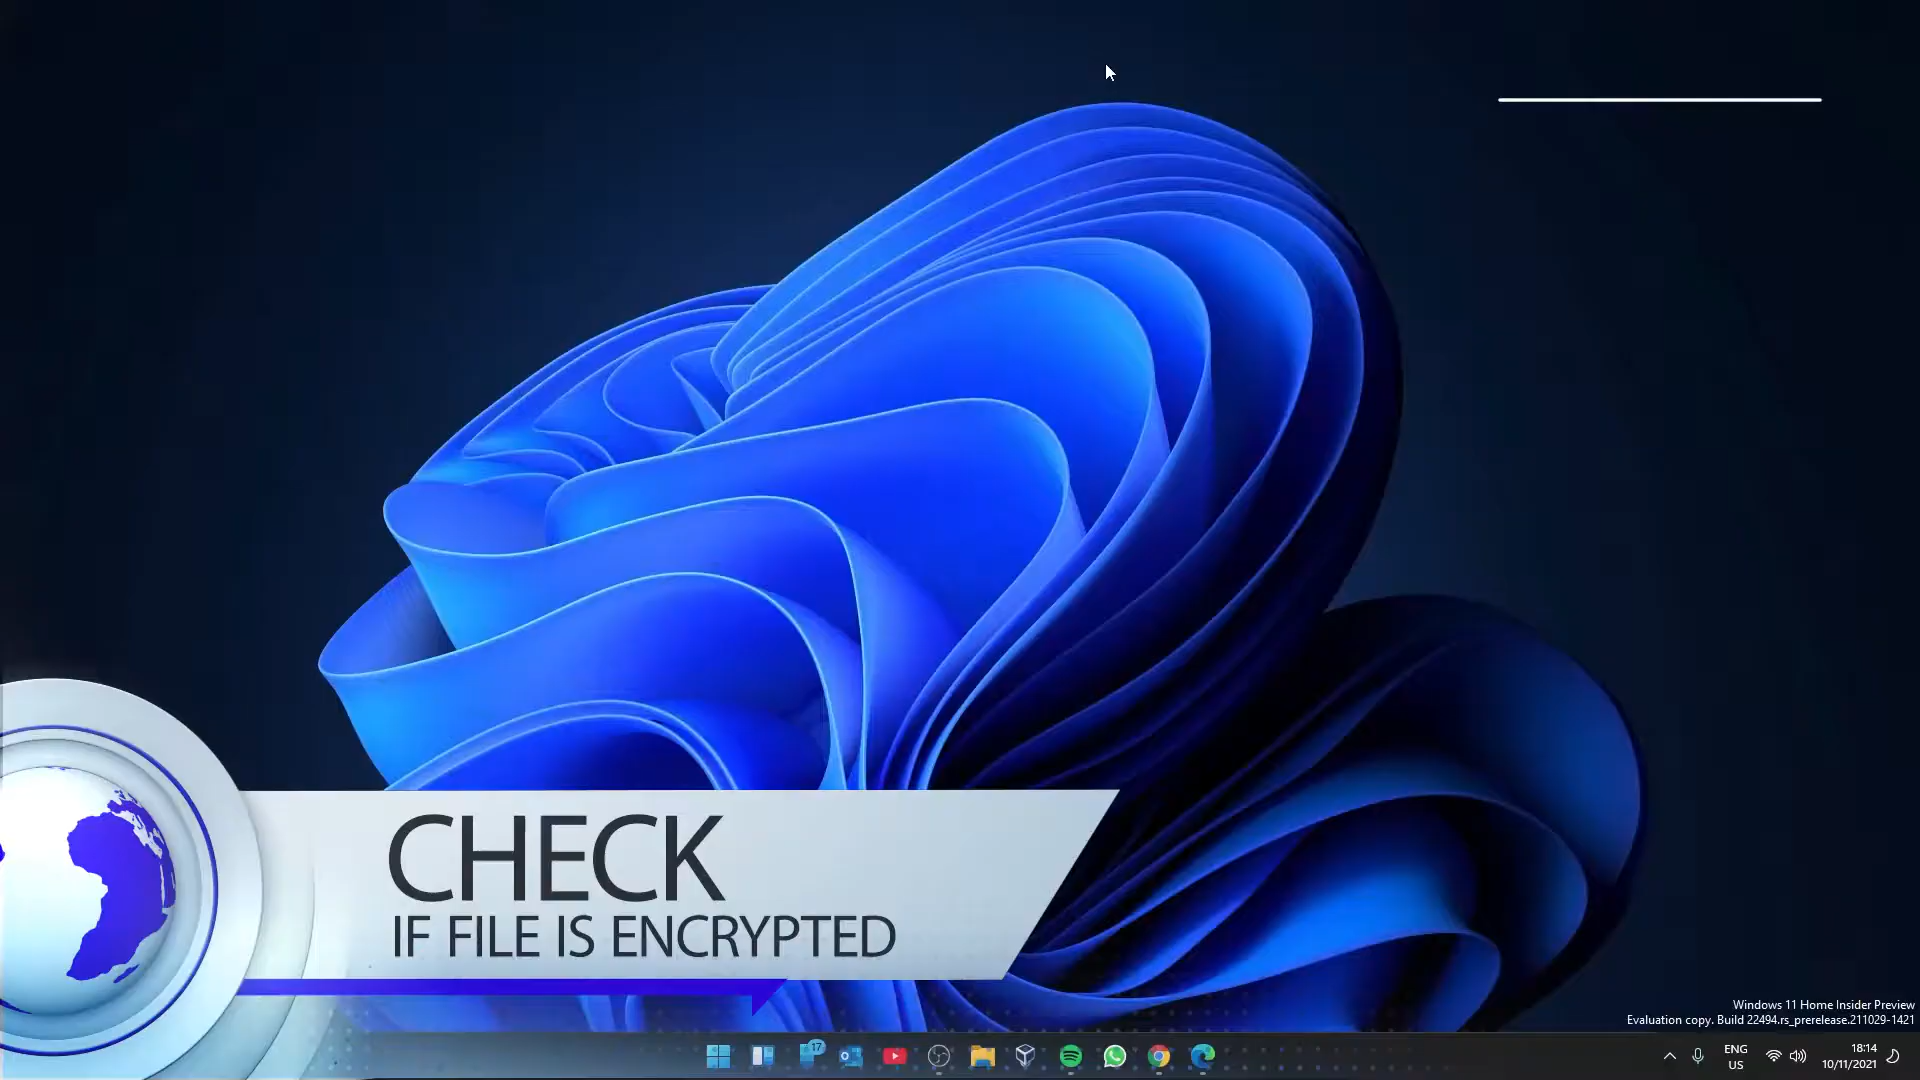 CHECK
IF FILE IS ENCRYPTED
Windows 11 Home Insider Preview
Evaluation copy. Build 22494.rs_prerelease.211029-1421
17
ENG
US
18:14
10/11/2021